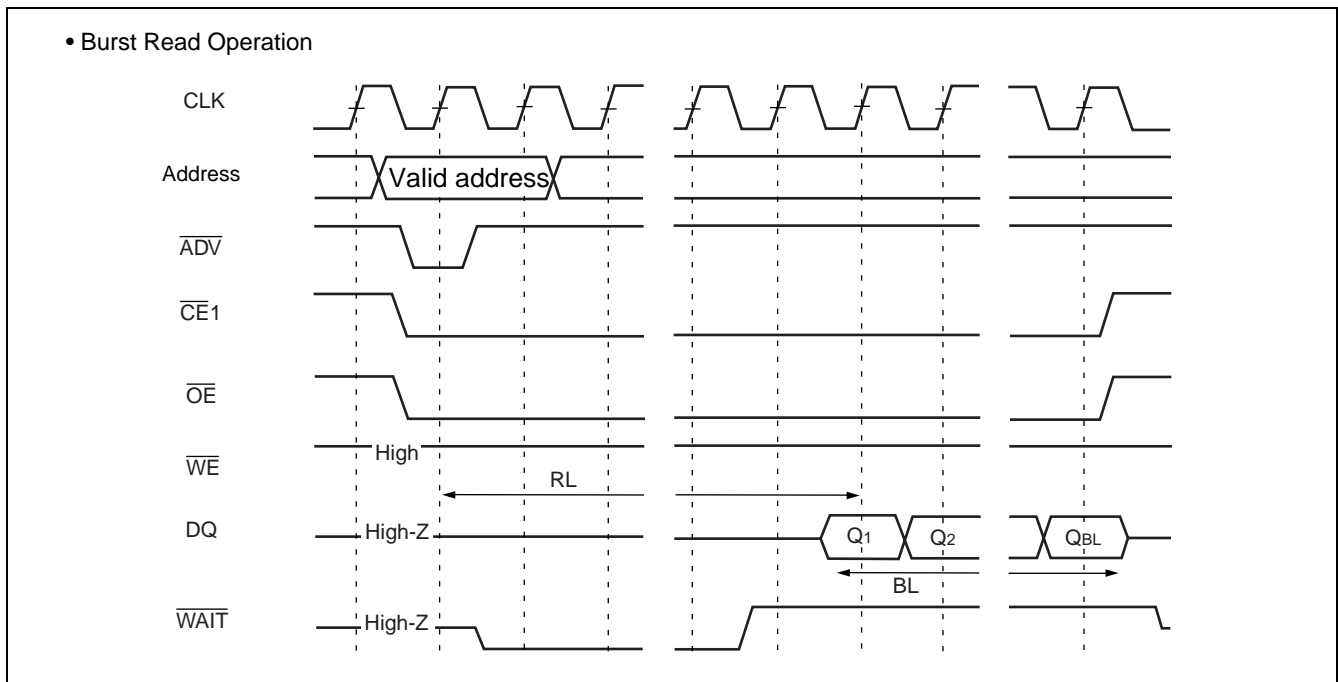 • Burst Read Operation
CLK
Address
Valid address
ADV
CE1
OE
WE
High
RL
DQ
High-Z
Q1
Q2
QBL
BL
WAIT
High-Z